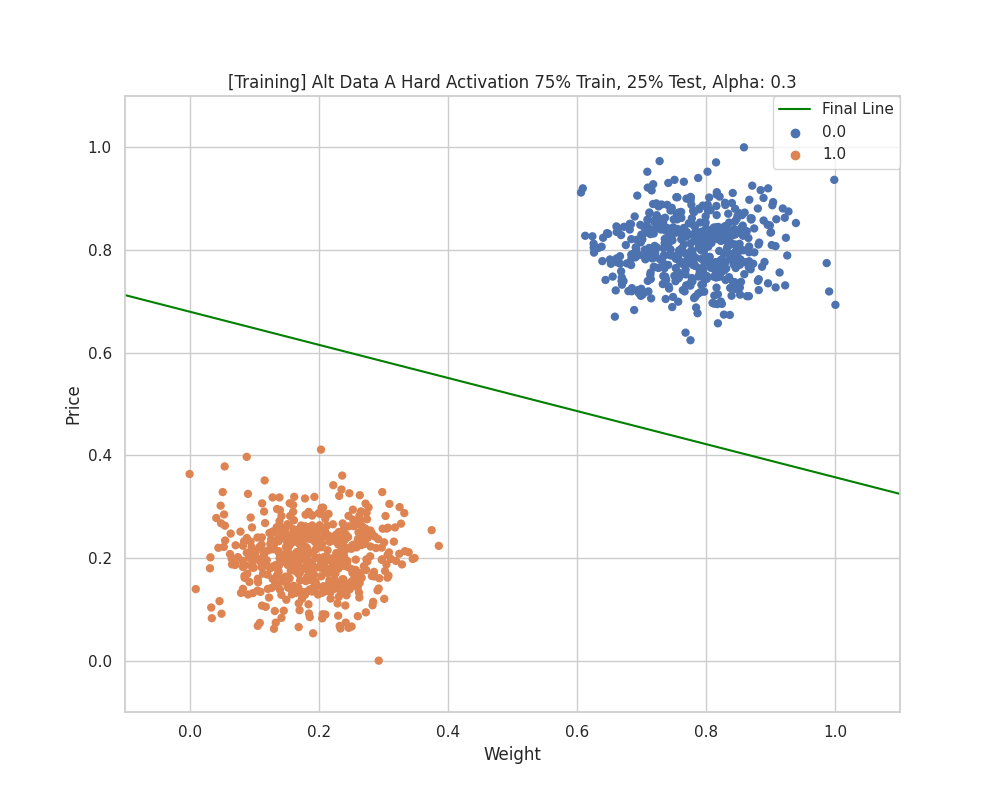 [Training] Alt Data A Hard Activation 75% Train, 25% Test, Alpha: 0.3
Final Line
0.0
1.0
1.0
0.8
0.6
0.4
0.2
0.0
Price
0.0 0.2 0.4 0.6 0.8 1.0
Weight